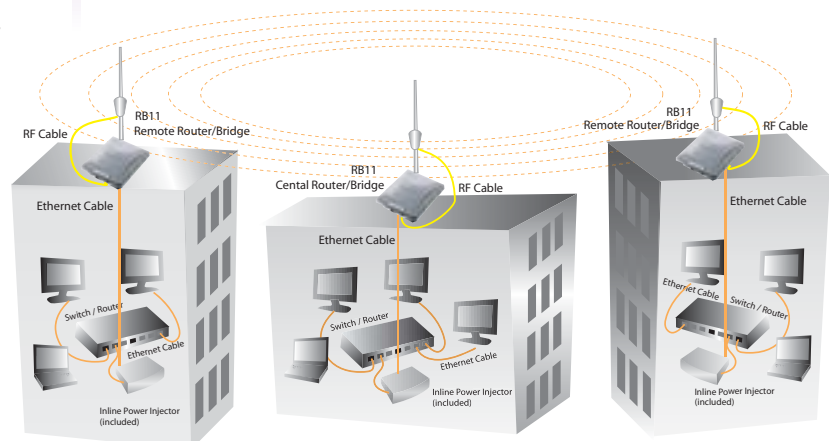 RB11
Remote Router/Bridge
RF Cable
Ethernet Cable
Switch / Router
Ethernet Cable
Inline Power Injector
(included)
RB11
Cental Router/Bridge
RF Cable
Ethernet Cable
Switch / Router
Ethernet Cable
Inline Power Injector
(included)
RB11
Remote Router/Bridge
RF Cable
Ethernet Cable
Ethernet Cable
Switch / Router
Inline Power Injector
(included)